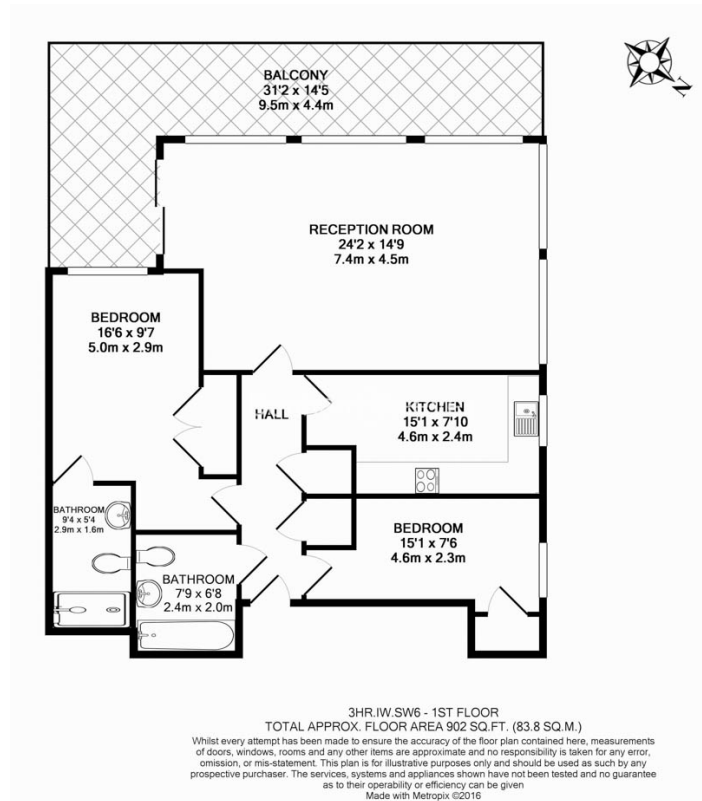 BALCONY
31'2 x 14'5
9.5m x 4.4m
N
RECEPTION ROOM
24'2 x 14'9
7.4m x 4.5m
BEDROOM
16'6 x 9'7
5.0m x 2.9m
HALL
KITCHEN
15'1 x 7'10
4.6m x 2.4m
BATHROOM
9'4 x 5'4
2.9m x 1.6m
BEDROOM
15'1 x 7'6
4.6m x 2.3m
BATHROOM
7'9 x 6'8
2.4m x 2.0m
3HR.IW.SW6 - 1ST FLOOR
TOTAL APPROX. FLOOR AREA 902 SQ.FT. (83.8 SQ.M.)
Whilst every attempt has been made to ensure the accuracy of the floor plan contained here, measurements
of doors, windows, rooms and any other items are approximate and no responsibility is taken for any error,
omission, or mis-statement. This plan is for illustrative purposes only and should be used as such by any
prospective purchaser. The services, systems and appliances shown have not been tested and no guarantee
as to their operability or efficiency can be given
Made with Metropix ©2016